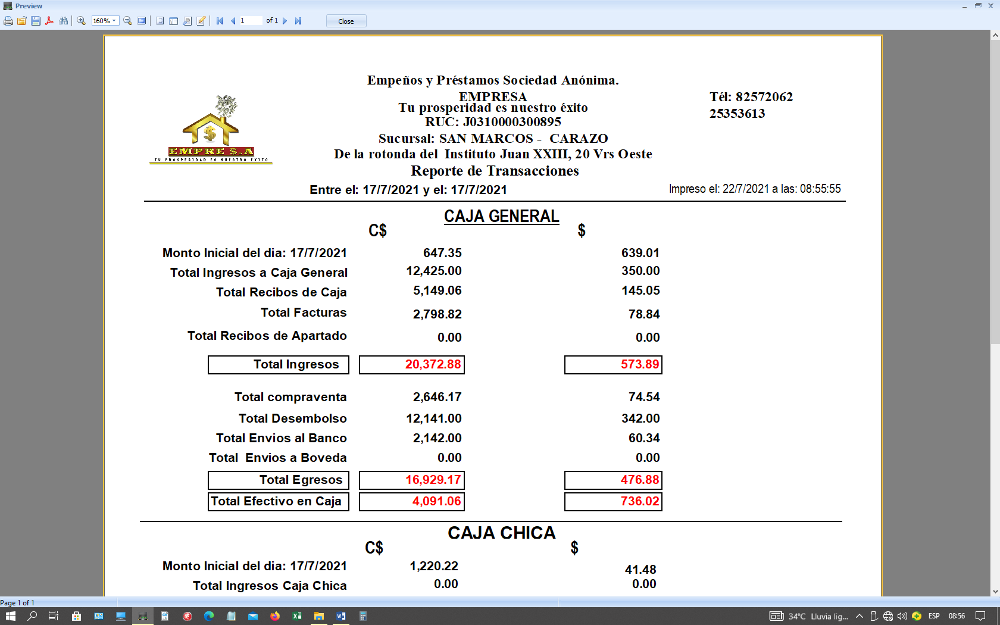 Preview
160%
1 of 1
Close
Empeños y Préstamos Sociedad Anónima.
EMPRESA
Tu prosperidad es nuestro éxito
RUC: J0310000300895
Sucursal: SAN MARCOS - CARAZO
De la rotonda del Instituto Juan XXIII, 20 Vrs Oeste
Reporte de Transacciones
Tél: 82572062
25353613
EMPRE S.A
TU PROSPERIDAD ES NUESTRO ÉXITO
Entre el: 17/7/2021 y el: 17/7/2021
Impreso el: 22/7/2021 a las: 08:55:55
CAJA GENERAL
C$ $
Monto Inicial del dia: 17/7/2021 647.35 639.01
Total Ingresos a Caja General 12,425.00 350.00
Total Recibos de Caja 5,149.06 145.05
Total Facturas 2,798.82 78.84
Total Recibos de Apartado 0.00 0.00
Total Ingresos 20,372.88 573.89
Total compraventa 2,646.17 74.54
Total Desembolso 12,141.00 342.00
Total Envios al Banco 2,142.00 60.34
Total Envios a Boveda 0.00 0.00
Total Egresos 16,929.17 476.88
Total Efectivo en Caja 4,091.06 736.02
CAJA CHICA
C$ $
Monto Inicial del dia: 17/7/2021 1,220.22 41.48
Total Ingresos Caja Chica 0.00 0.00
Page 1 of 1
34°C Lluvia lig... ESP 08:56